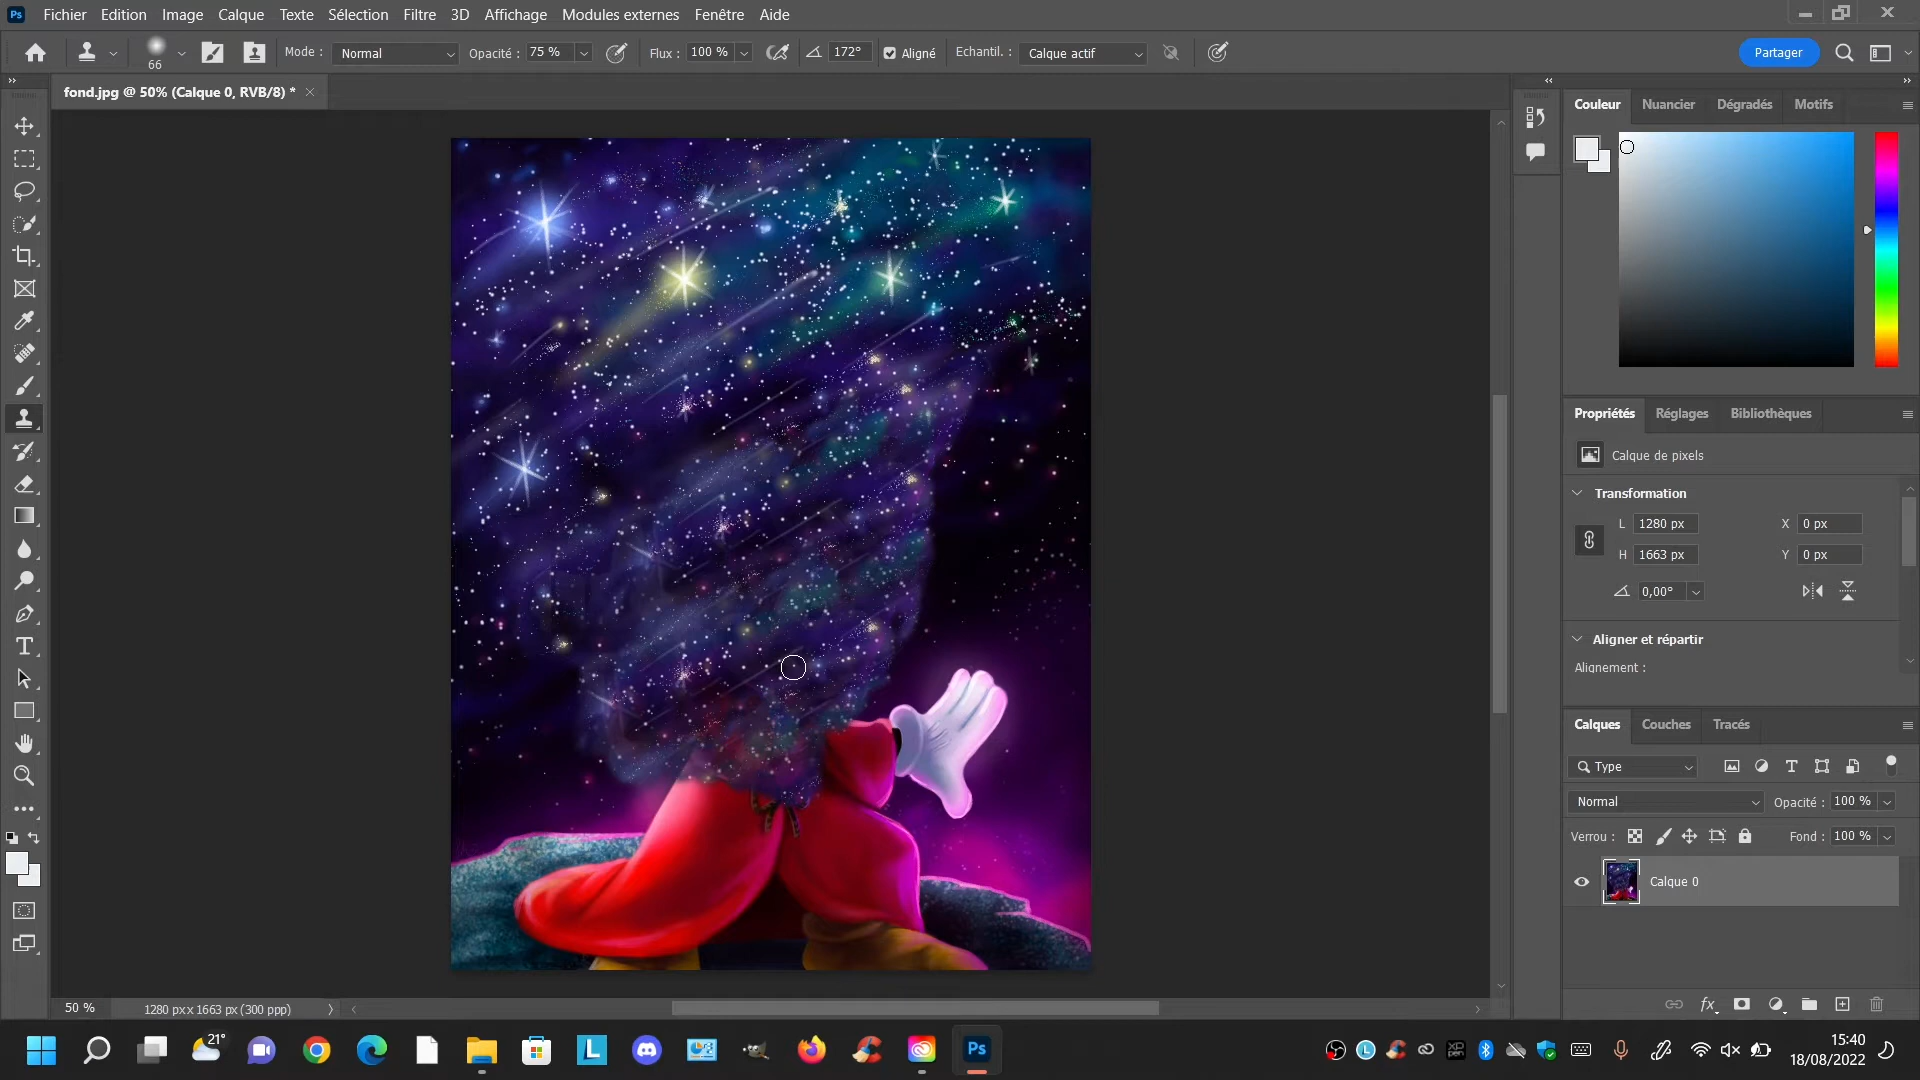 Ps Fichier Edition Image Calque Texte Sélection Filtre 3D Affichage Modules externes Fenêtre Aide
66 Mode : Normal Opacité : 75 % Flux : 100 % 172° Aligné Echantil. : Calque actif Partager
fond.jpg @ 50% (Calque 0, RVB/8) *
Couleur Nuancier Dégradés Motifs
Propriétés Réglages Bibliothèques
Calque de pixels
Transformation
L 1280 px X 0 px
H 1663 px Y 0 px
0,00°
Aligner et répartir
Alignement :
Calques Couches Tracés
Type
Normal Opacité : 100 %
Verrou : Fond : 100 %
Calque 0
fx
50 % 1280 px x 1663 px (300 ppp)
21° L Ps
15:40
18/08/2022